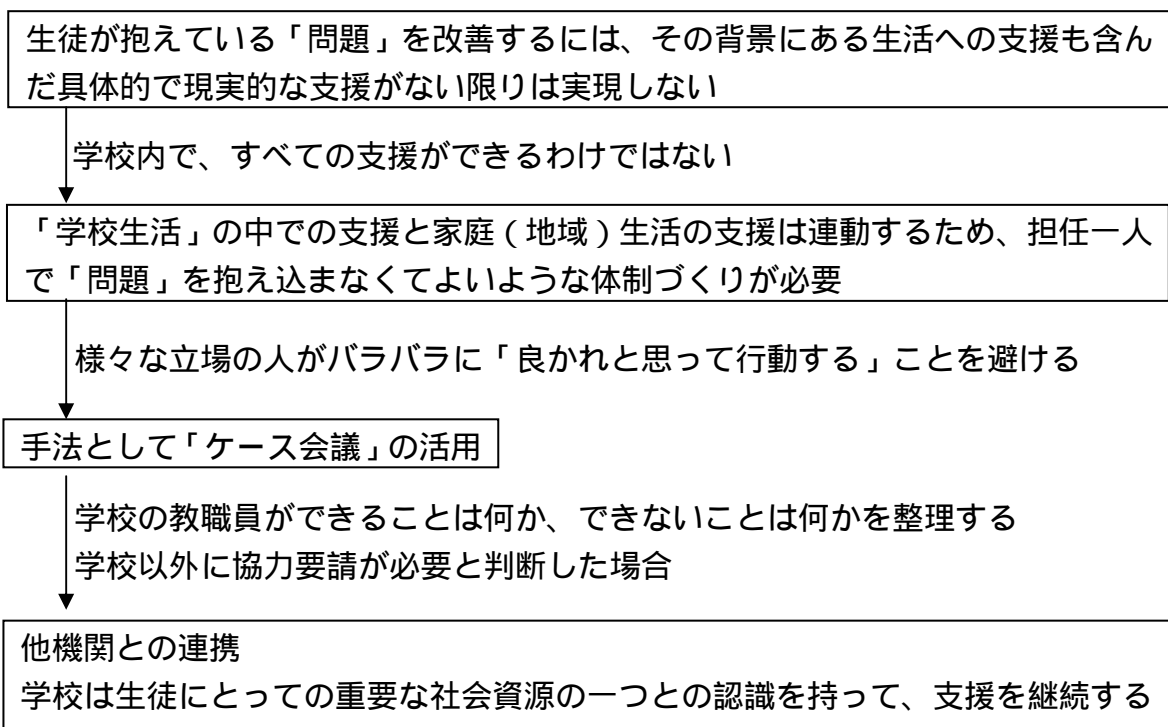 生徒が抱えている「問題」を改善するには、その背景にある生活への支援も含ん
だ具体的で現実的な支援がない限りは実現しない
学校内で、すべての支援ができるわけではない
「学校生活」の中での支援と家庭（地域）生活の支援は連動するため、担任一人
で「問題」を抱え込まなくてよいような体制づくりが必要
様々な立場の人がバラバラに「良かれと思って行動する」ことを避ける
手法として「ケース会議」の活用
学校の教職員ができることは何か、できないことは何かを整理する
学校以外に協力要請が必要と判断した場合
他機関との連携
学校は生徒にとっての重要な社会資源の一つとの認識を持って、支援を継続する